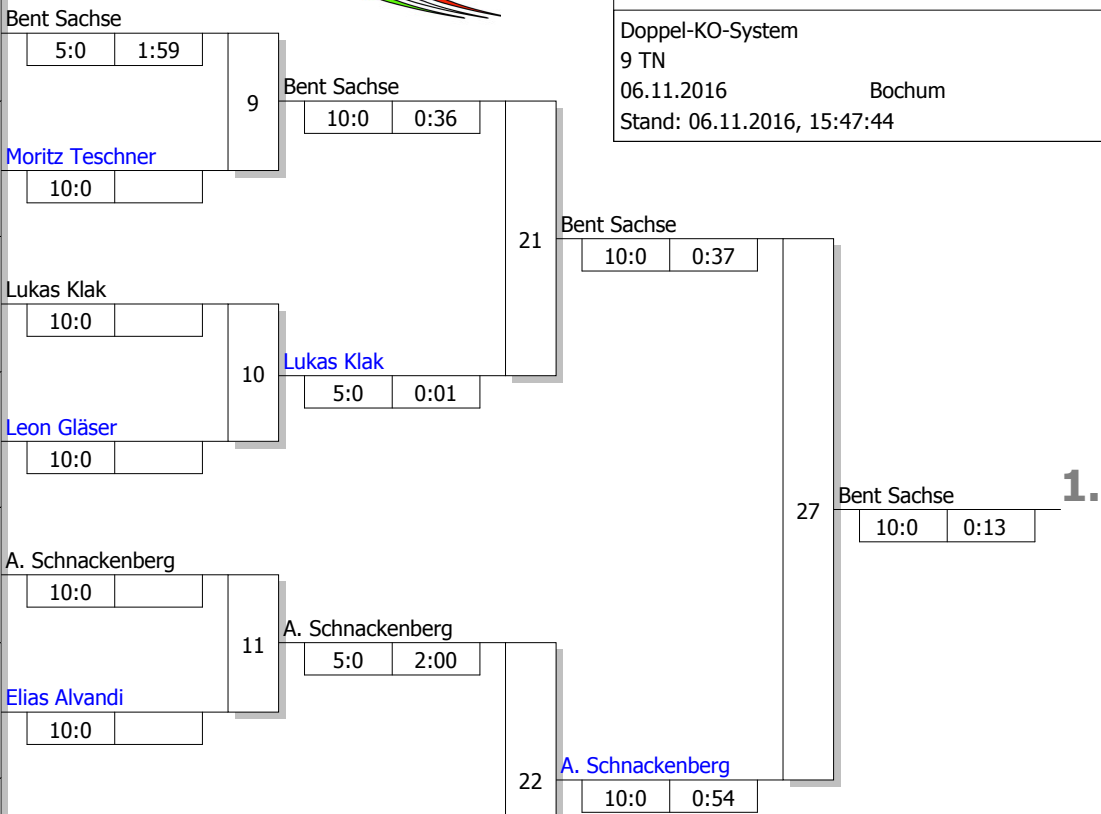 Bent Sachse
5:0 1:59
Doppel-KO-System
9 TN
06.11.2016 Bochum
Stand: 06.11.2016, 15:47:44
9
Bent Sachse
10:0 0:36
Moritz Teschner
10:0
21
Bent Sachse
10:0 0:37
Lukas Klak
10:0
10
Lukas Klak
5:0 0:01
Leon Gläser
10:0
27
Bent Sachse
1.
10:0 0:13
A. Schnackenberg
10:0
11
A. Schnackenberg
5:0 2:00
Elias Alvandi
10:0
22
A. Schnackenberg
10:0 0:54